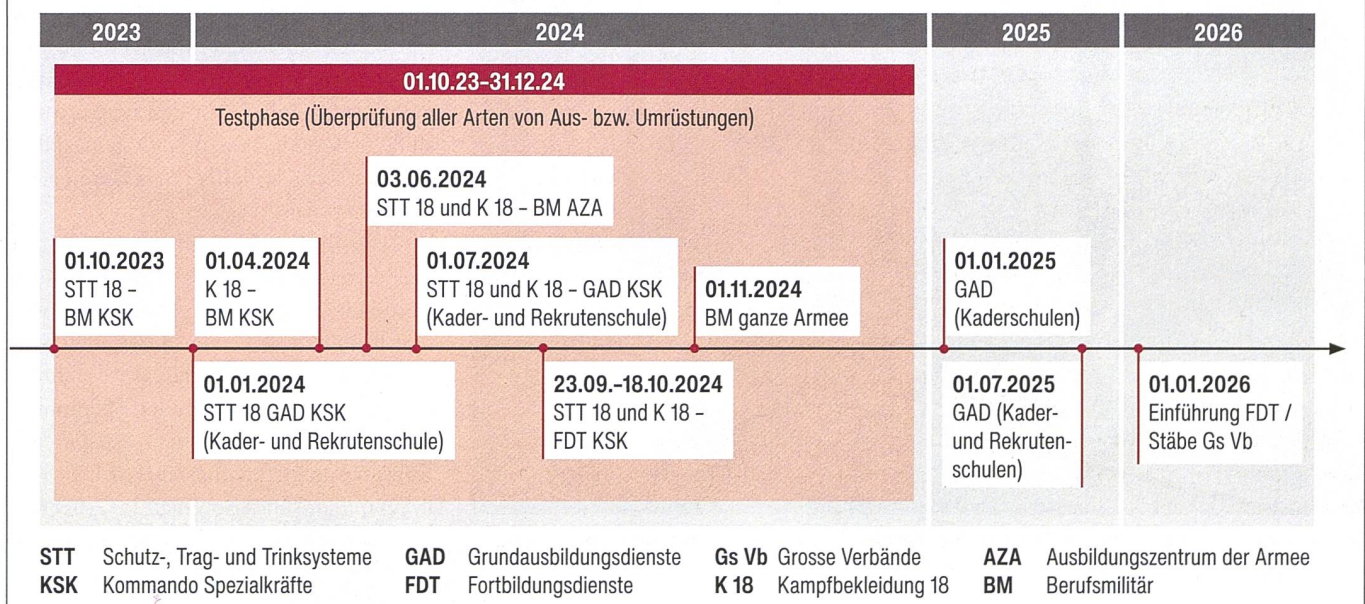 2023
2024
2025
2026
01.10.23–31.12.24
Testphase (Überprüfung aller Arten von Aus- bzw. Umrüstungen)
03.06.2024
STT 18 und K 18 – BM AZA
01.10.2023
STT 18 –
BM KSK
01.04.2024
K 18 –
BM KSK
01.07.2024
STT 18 und K 18 – GAD KSK
(Kader- und Rekrutenschule)
01.11.2024
BM ganze Armee
01.01.2025
GAD
(Kaderschulen)
01.01.2024
STT 18 GAD KSK
(Kader- und Rekrutenschule)
23.09.–18.10.2024
STT 18 und K 18 –
FDT KSK
01.07.2025
GAD (Kader-
und Rekruten-
schulen)
01.01.2026
Einführung FDT /
Stäbe Gs Vb
STT Schutz-, Trag- und Trinksysteme
KSK Kommando Spezialkräfte
GAD Grundausbildungsdienste
FDT Fortbildungsdienste
Gs Vb Grosse Verbände
K 18 Kampfbekleidung 18
AZA Ausbildungszentrum der Armee
BM Berufsmilitär